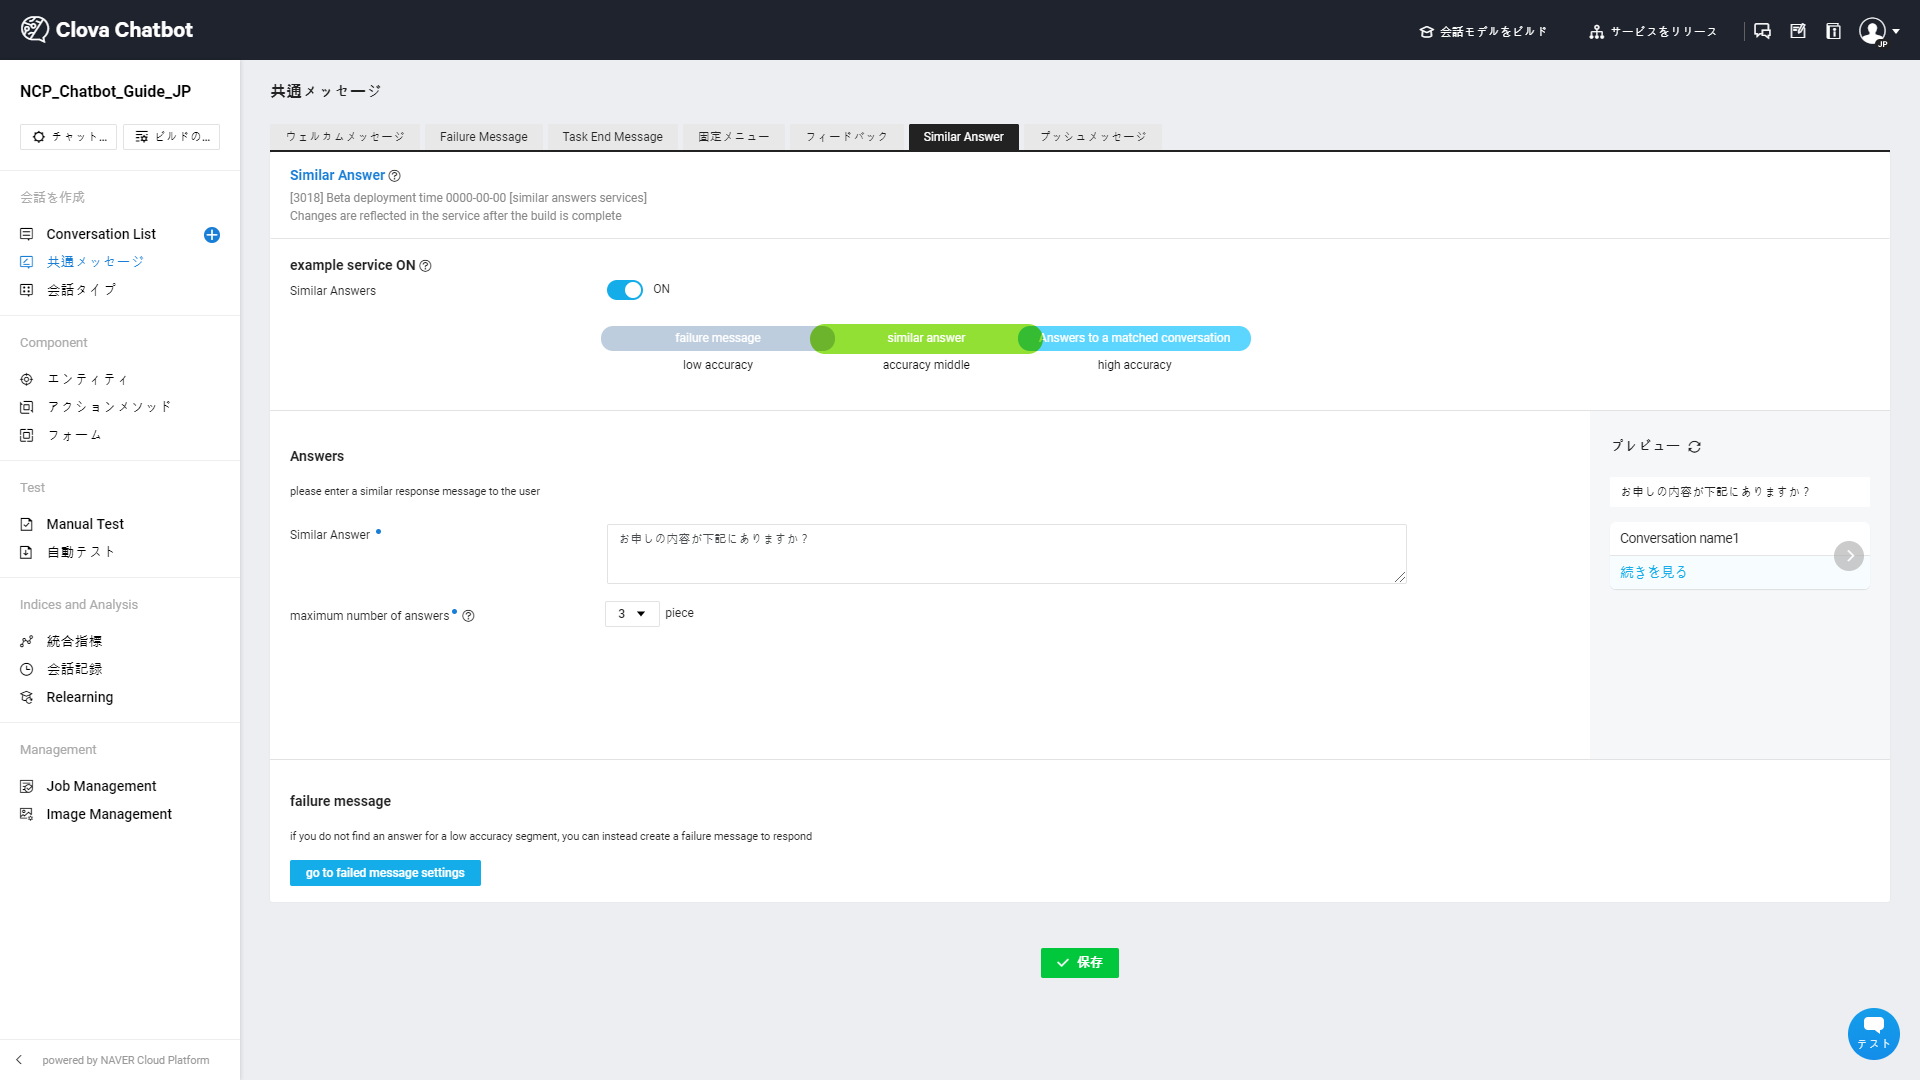 Clova Chatbot
会話モデルをビルド
サービスをリリース
JP
NCP_Chatbot_Guide_JP
チャット...
ビルドの...
会話を作成
Conversation List
共通メッセージ
会話タイプ
Component
エンティティ
アクションメソッド
フォーム
Test
Manual Test
自動テスト
Indices and Analysis
統合指標
会話記録
Relearning
Management
Job Management
Image Management
powered by NAVER Cloud Platform
共通メッセージ
ウェルカムメッセージ
Failure Message
Task End Message
固定メニュー
フィードバック
Similar Answer
プッシュメッセージ
Similar Answer
[3018] Beta deployment time 0000-00-00 [similar answers services]
Changes are reflected in the service after the build is complete
example service ON
Similar Answers
ON
failure message
similar answer
Answers to a matched conversation
low accuracy
accuracy middle
high accuracy
Answers
please enter a similar response message to the user
Similar Answer
お申しの内容が下記にありますか？
maximum number of answers
3
piece
プレビュー
お申しの内容が下記にありますか？
Conversation name1
続きを見る
failure message
if you do not find an answer for a low accuracy segment, you can instead create a failure message to respond
go to failed message settings
保存
テスト